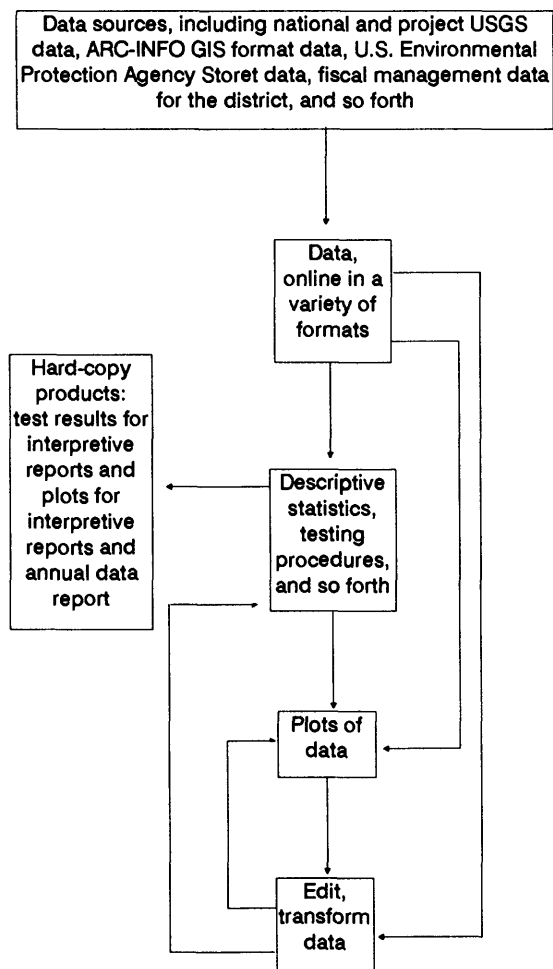 Data sources, including national and project USGS
data, ARC-INFO GIS format data, U.S. Environmental
Protection Agency Storet data, fiscal management data
for the district, and so forth
Data,
online in a
variety of
formats
Hard-copy
products:
test results for
interpretive
reports and
plots for
interpretive
reports and
annual data
report
Descriptive
statistics,
testing
procedures,
and so forth
Plots of
data
Edit,
transform
data